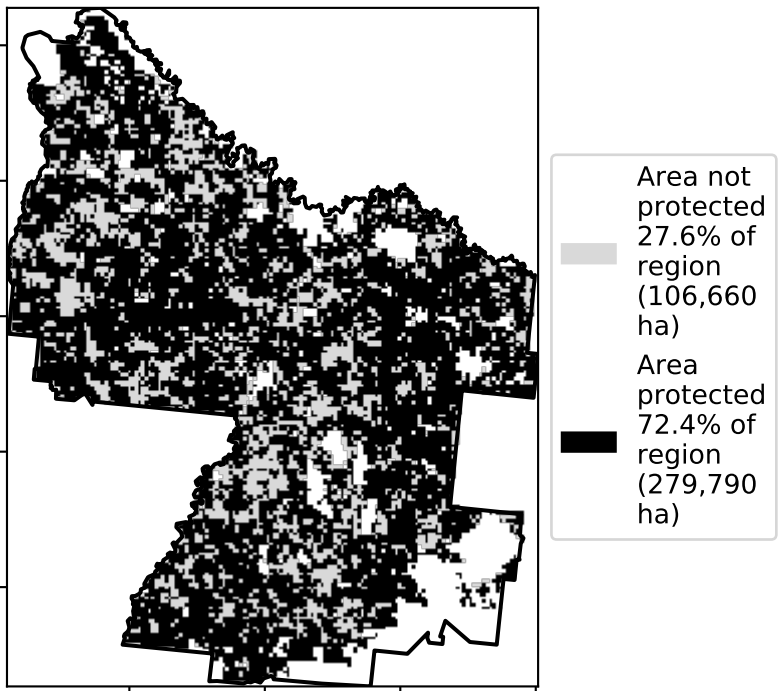 Area not
protected
27.6% of
region
(106,660
ha)
Area
protected
72.4% of
region
(279,790
ha)